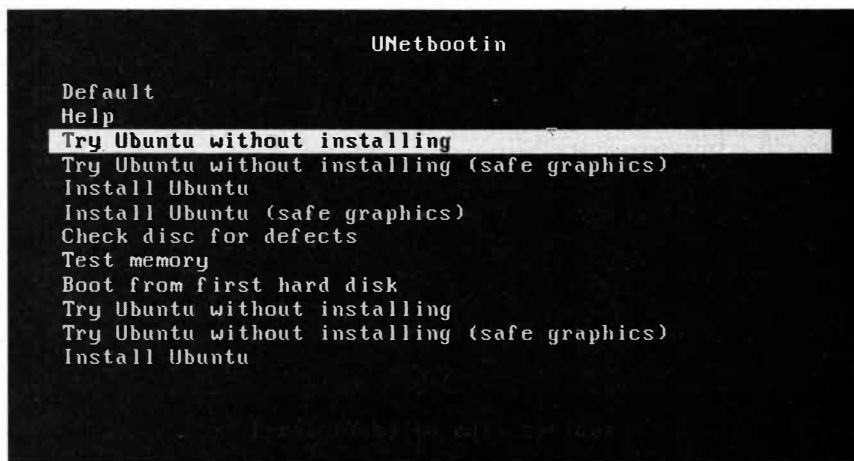 UNetbootin
Default
Help
Try Ubuntu without installing
Try Ubuntu without installing (safe graphics)
Install Ubuntu
Install Ubuntu (safe graphics)
Check disc for defects
Test memory
Boot from first hard disk
Try Ubuntu without installing
Try Ubuntu without installing (safe graphics)
Install Ubuntu